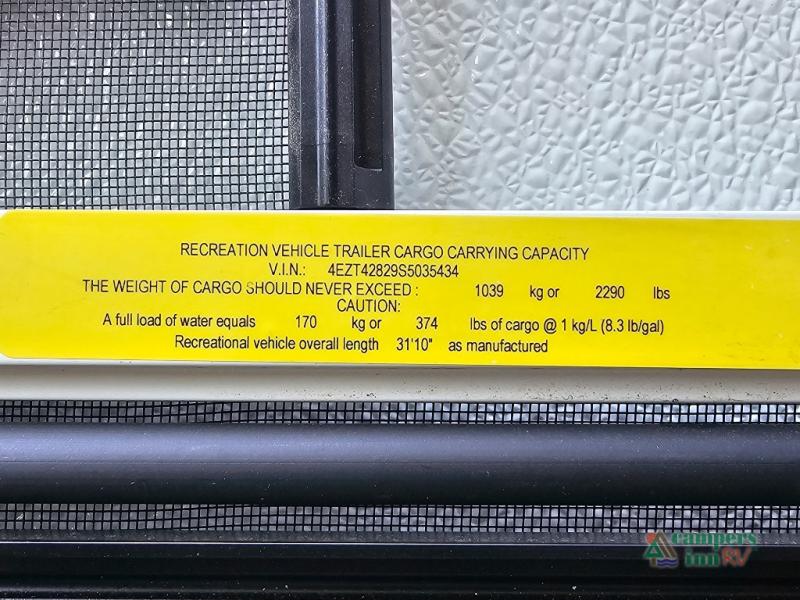 RECREATION VEHICLE TRAILER CARGO CARRYING CAPACITY
V.I.N.: 4EZT42829S5035434
THE WEIGHT OF CARGO SHOULD NEVER EXCEED : 1039 kg or 2290 lbs
CAUTION:
A full load of water equals 170 kg or 374 lbs of cargo @ 1 kg/L (8.3 lb/gal)
Recreational vehicle overall length 31'10" as manufactured
campers
inn RV